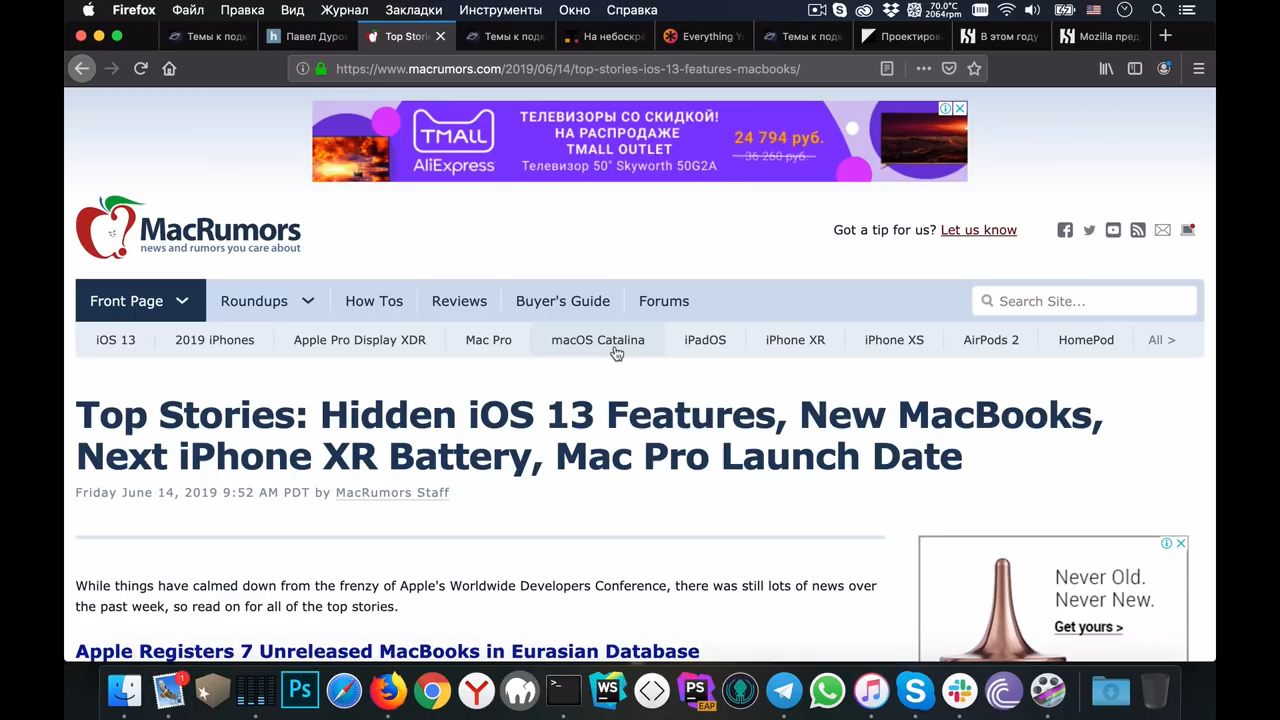 Firefox Файл Правка Вид Журнал Закладки Инструменты Окно Справка 70.0°C 2064rpm
Темы к подк Павел Дуро Top Stori Темы к подк На небоскр Everything Y Темы к подк Проектиров В этом году Mozilla пред
https://www.macrumors.com/2019/06/14/top-stories-ios-13-features-macbooks/
TMALL
AliExpress
ТЕЛЕВИЗОРЫ СО СКИДКОЙ!
НА РАСПРОДАЖЕ
TMALL OUTLET
Телевизор 50" Skyworth 50G2A
24 794 руб.
36 260 руб.
MacRumors
news and rumors you care about
Got a tip for us? Let us know
Front Page Roundups How Tos Reviews Buyer's Guide Forums Search Site...
iOS 13 2019 iPhones Apple Pro Display XDR Mac Pro macOS Catalina iPadOS iPhone XR iPhone XS AirPods 2 HomePod All >
Top Stories: Hidden iOS 13 Features, New MacBooks,
Next iPhone XR Battery, Mac Pro Launch Date
Friday June 14, 2019 9:52 AM PDT by MacRumors Staff
While things have calmed down from the frenzy of Apple's Worldwide Developers Conference, there was still lots of news over
the past week, so read on for all of the top stories.
Apple Registers 7 Unreleased MacBooks in Eurasian Database
Never Old.
Never New.
Get yours >
1
Ps
WS
PS
EAP